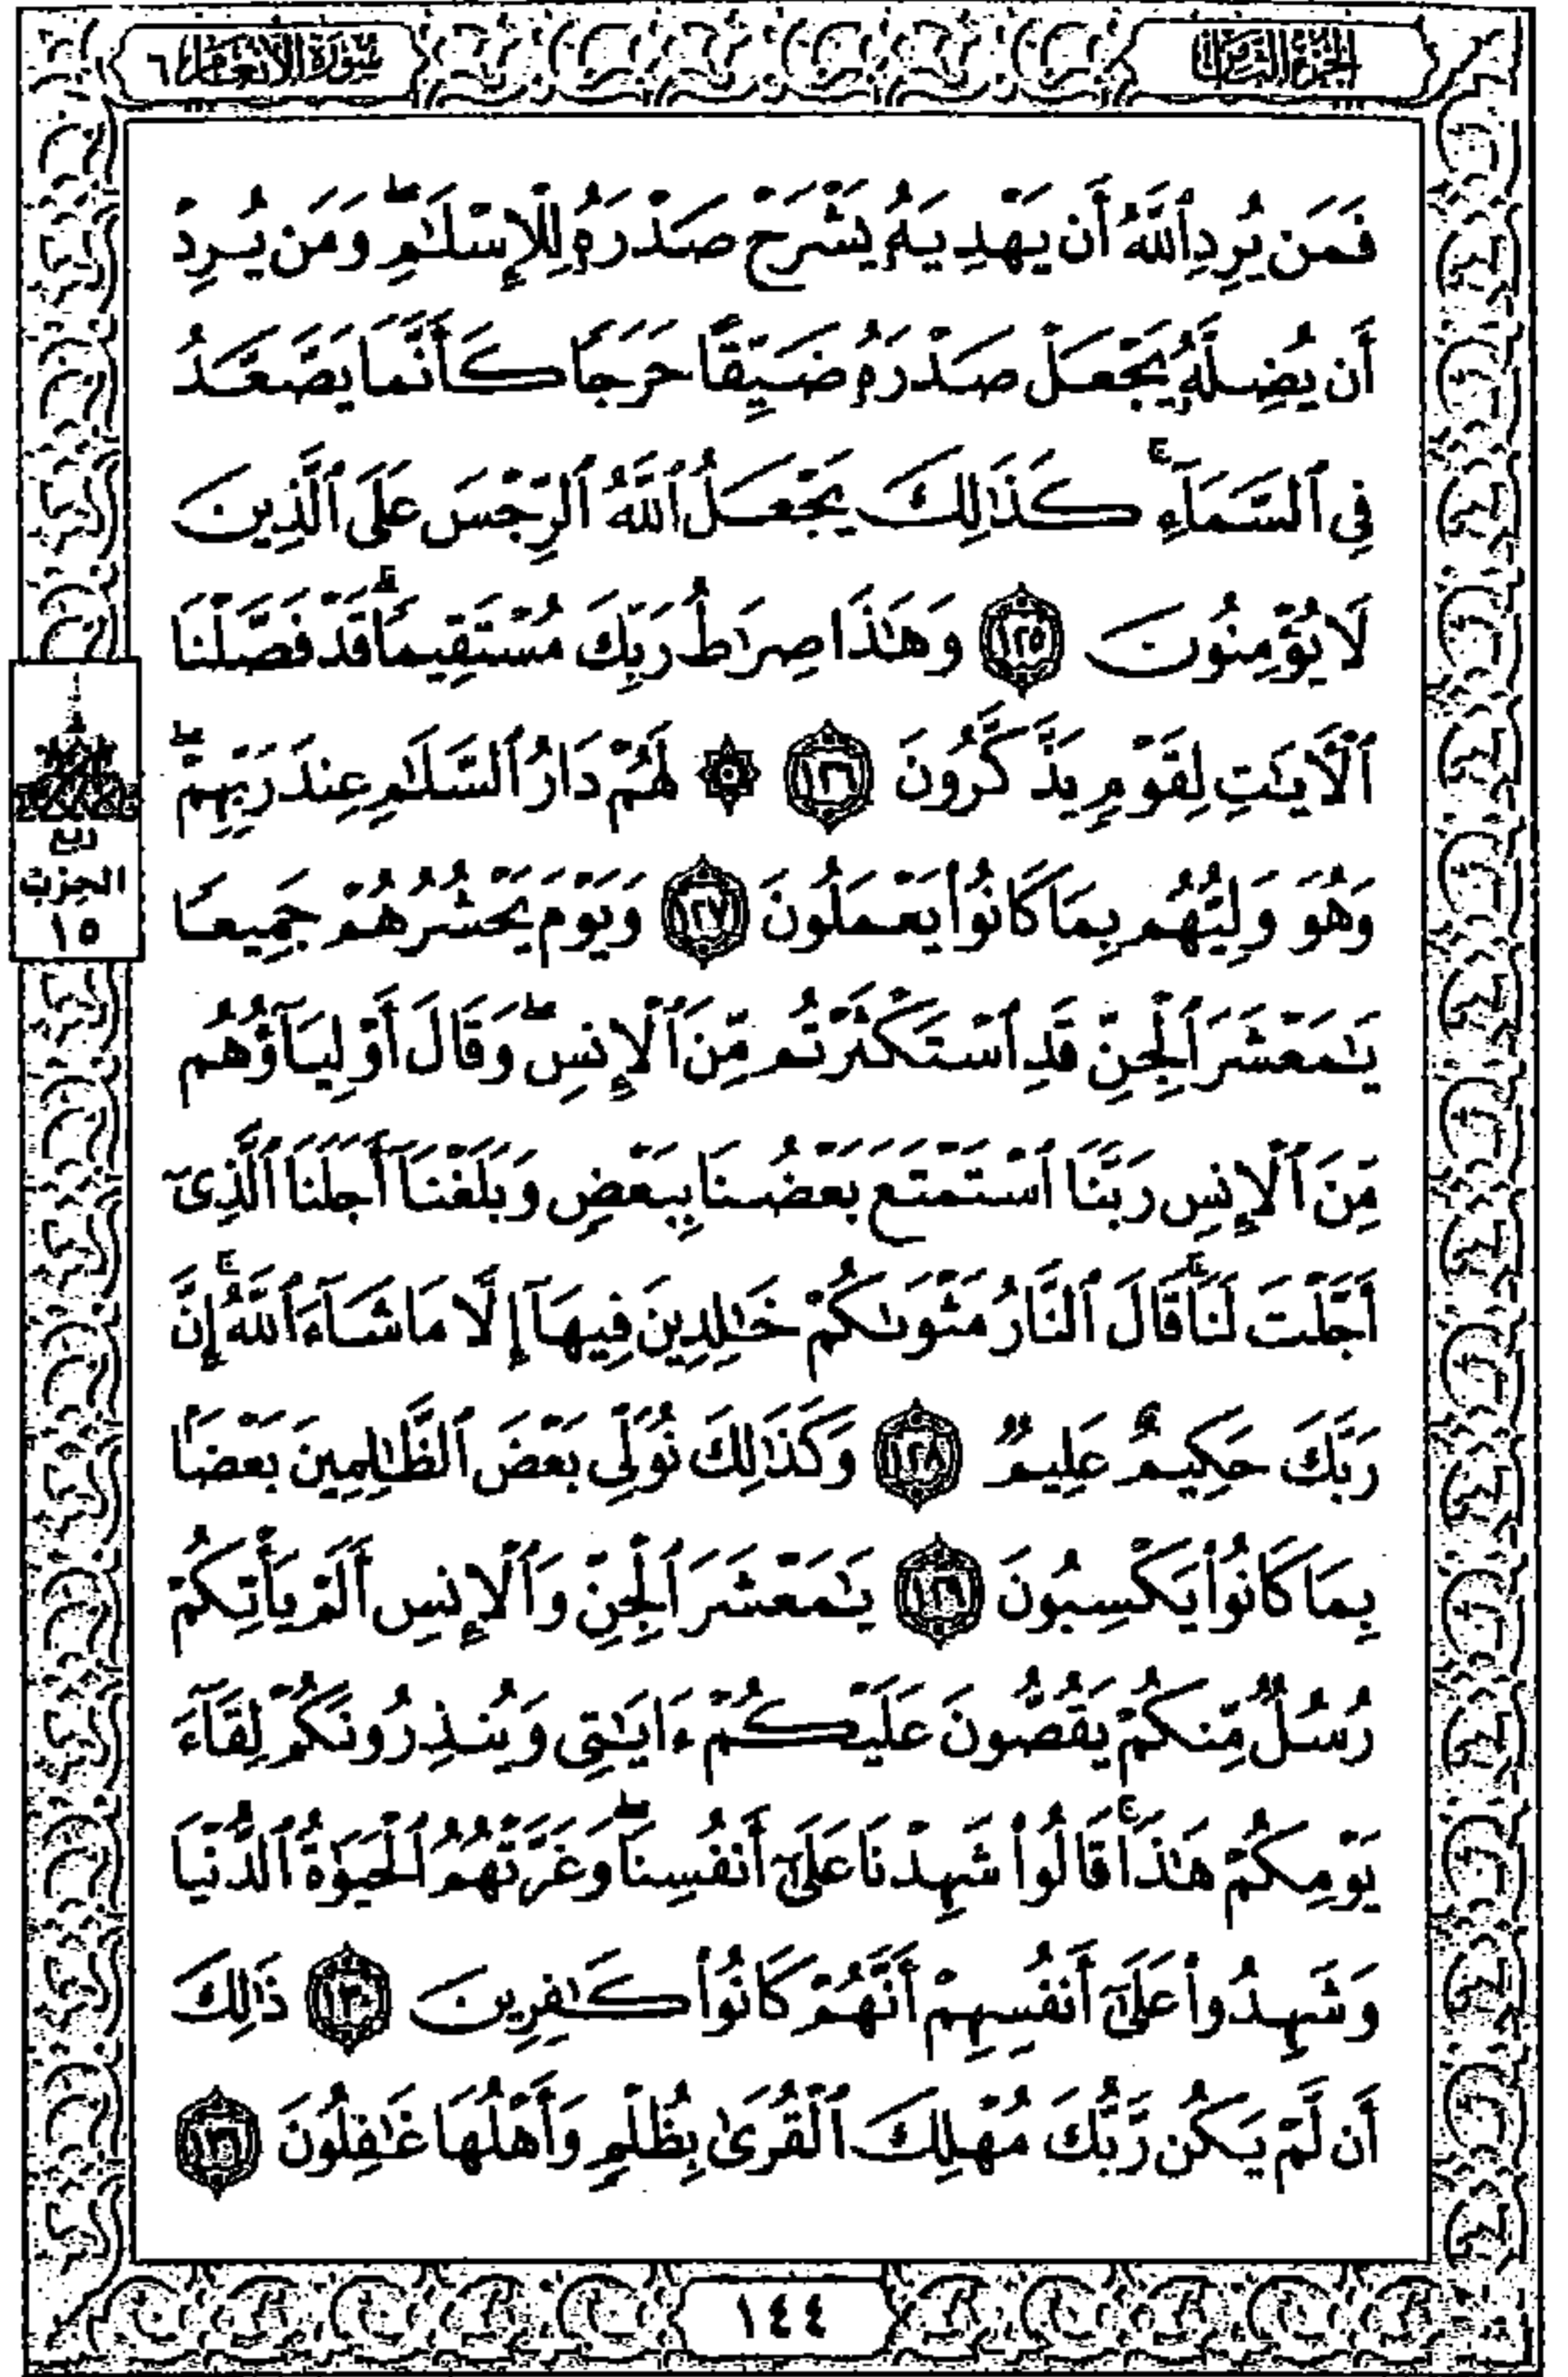 الجزء الثامن
سورة الأنعام ٦
فَمَن يُرِدِ ٱللَّهُ أَن يَهْدِيَهُۥ يَشْرَحْ صَدْرَهُۥ لِلْإِسْلَٰمِ ۖ وَمَن يُرِدْ
أَن يُضِلَّهُۥ يَجْعَلْ صَدْرَهُۥ ضَيِّقًا حَرَجًا كَأَنَّمَا يَصَّعَّدُ
فِى ٱلسَّمَآءِ ۚ كَذَٰلِكَ يَجْعَلُ ٱللَّهُ ٱلرِّجْسَ عَلَى ٱلَّذِينَ
لَا يُؤْمِنُونَ ١٢٥ وَهَٰذَا صِرَٰطُ رَبِّكَ مُسْتَقِيمًا ۗ قَدْ فَصَّلْنَا
ٱلْءَايَٰتِ لِقَوْمٍ يَذَّكَّرُونَ ١٢٦ ۞ لَهُمْ دَارُ ٱلسَّلَٰمِ عِندَ رَبِّهِمْ ۖ
وَهُوَ وَلِيُّهُم بِمَا كَانُوا۟ يَعْمَلُونَ ١٢٧ وَيَوْمَ يَحْشُرُهُمْ جَمِيعًا
يَٰمَعْشَرَ ٱلْجِنِّ قَدِ ٱسْتَكْثَرْتُم مِّنَ ٱلْإِنسِ ۖ وَقَالَ أَوْلِيَآؤُهُم
مِّنَ ٱلْإِنسِ رَبَّنَا ٱسْتَمْتَعَ بَعْضُنَا بِبَعْضٍ وَبَلَغْنَآ أَجَلَنَا ٱلَّذِىٓ
أَجَّلْتَ لَنَا ۚ قَالَ ٱلنَّارُ مَثْوَىٰكُمْ خَٰلِدِينَ فِيهَآ إِلَّا مَا شَآءَ ٱللَّهُ ۚ إِنَّ
رَبَّكَ حَكِيمٌ عَلِيمٌ ١٢٨ وَكَذَٰلِكَ نُوَلِّى بَعْضَ ٱلظَّٰلِمِينَ بَعْضًۢا
بِمَا كَانُوا۟ يَكْسِبُونَ ١٢٩ يَٰمَعْشَرَ ٱلْجِنِّ وَٱلْإِنسِ أَلَمْ يَأْتِكُمْ
رُسُلٌ مِّنكُمْ يَقُصُّونَ عَلَيْكُمْ ءَايَٰتِى وَيُنذِرُونَكُمْ لِقَآءَ
يَوْمِكُمْ هَٰذَا ۚ قَالُوا۟ شَهِدْنَا عَلَىٰٓ أَنفُسِنَا ۖ وَغَرَّتْهُمُ ٱلْحَيَوٰةُ ٱلدُّنْيَا
وَشَهِدُوا۟ عَلَىٰٓ أَنفُسِهِمْ أَنَّهُمْ كَانُوا۟ كَٰفِرِينَ ١٣٠ ذَٰلِكَ
أَن لَّمْ يَكُن رَّبُّكَ مُهْلِكَ ٱلْقُرَىٰ بِظُلْمٍ وَأَهْلُهَا غَٰفِلُونَ ١٣١
ربع
الحزب
١٥
١٤٤